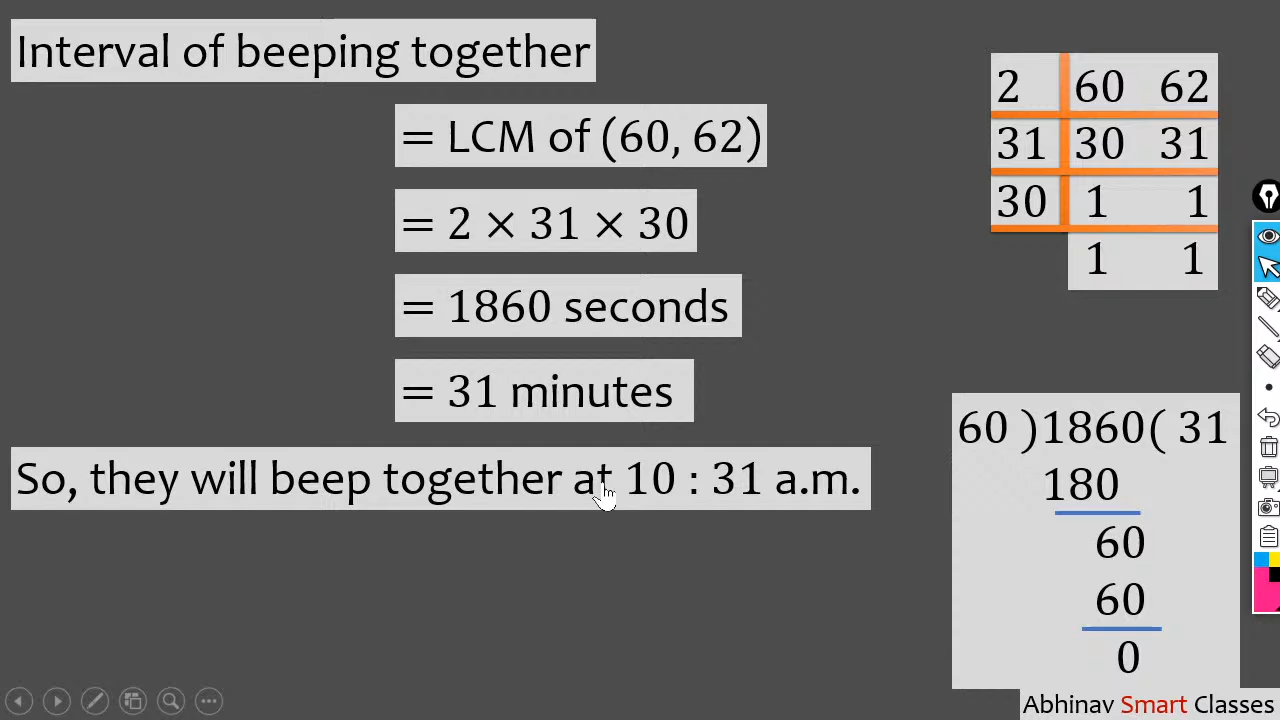 Interval of beeping together
= LCM of (60, 62)
= 2 × 31 × 30
= 1860 seconds
= 31 minutes
So, they will beep together at 10 : 31 a.m.
2 60 62
31 30 31
30 1 1
1 1
60 )1860( 31
180
60
60
0
Abhinav Smart Classes